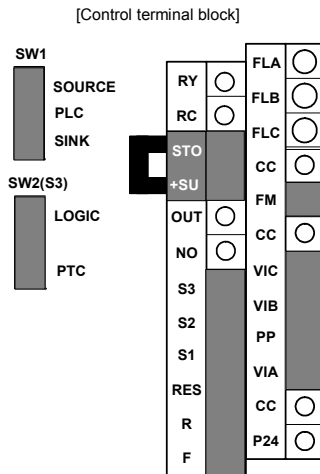 [Control terminal block]
SW1
SOURCE
PLC
SINK
SW2(S3)
LOGIC
PTC
RY
RC
STO
+SU
OUT
NO
S3
S2
S1
RES
R
F
FLA
FLB
FLC
CC
FM
CC
VIC
VIB
PP
VIA
CC
P24